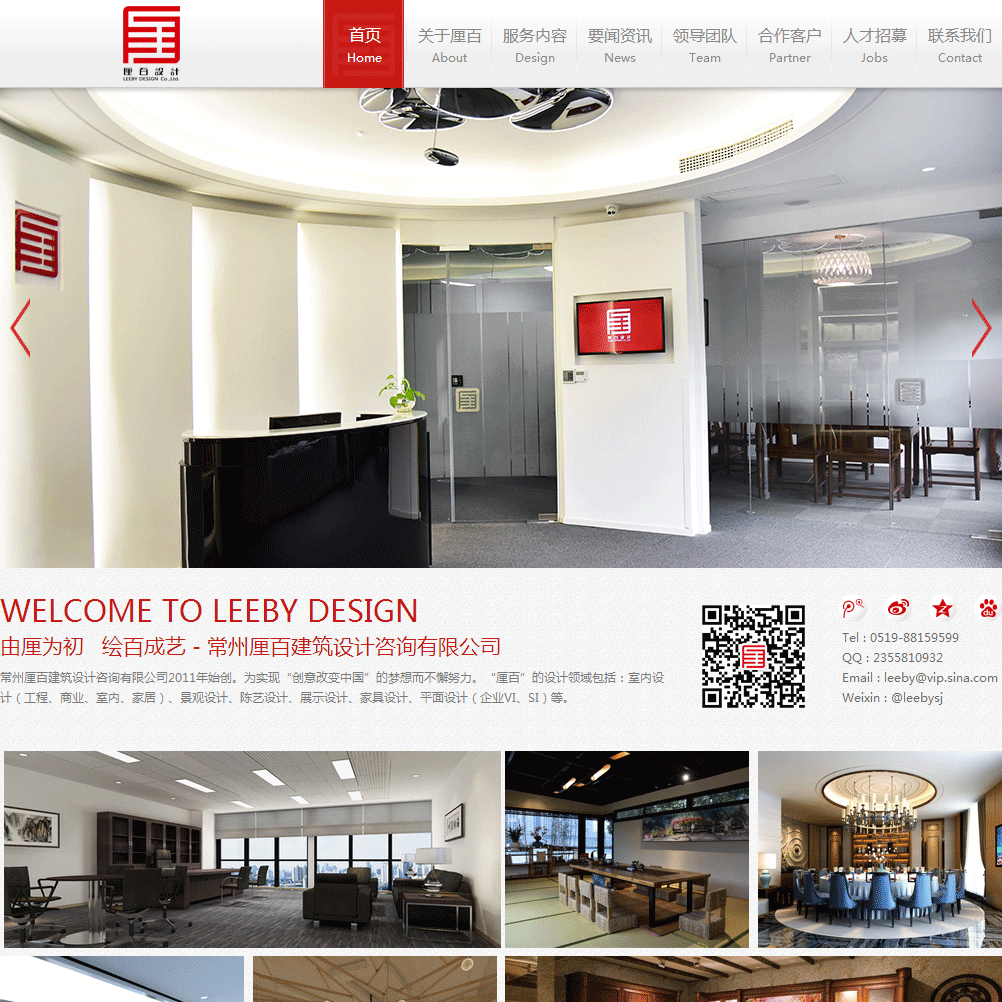 厘百設計
LEEBY DESIGN Co.,Ltd.
首页
Home
关于厘百
About
服务内容
Design
要闻资讯
News
领导团队
Team
合作客户
Partner
人才招募
Jobs
联系我们
Contact
厘百設計
WELCOME TO LEEBY DESIGN
由厘为初 绘百成艺 - 常州厘百建筑设计咨询有限公司
常州厘百建筑设计咨询有限公司2011年始创。为实现“创意改变中国”的梦想而不懈努力。“厘百”的设计领域包括：室内设
计（工程、商业、室内、家居）、景观设计、陈艺设计、展示设计、家具设计、平面设计（企业VI、SI）等。
Tel : 0519-88159599
QQ : 2355810932
Email : leeby@vip.sina.com
Weixin : @leebysj